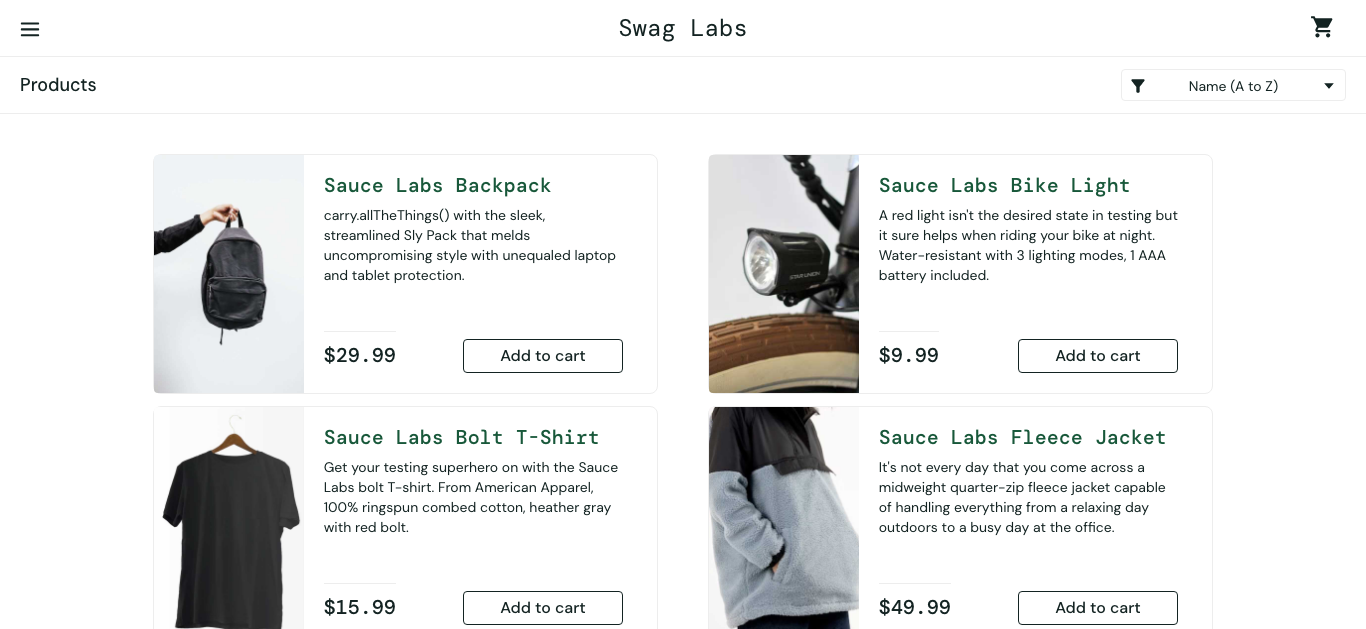 Swag Labs
Products
Name (A to Z)
Sauce Labs Backpack
carry.allTheThings() with the sleek,
streamlined Sly Pack that melds
uncompromising style with unequaled laptop
and tablet protection.
$29.99
Add to cart
Sauce Labs Bike Light
A red light isn't the desired state in testing but
it sure helps when riding your bike at night.
Water-resistant with 3 lighting modes, 1 AAA
battery included.
$9.99
Add to cart
Sauce Labs Bolt T-Shirt
Get your testing superhero on with the Sauce
Labs bolt T-shirt. From American Apparel,
100% ringspun combed cotton, heather gray
with red bolt.
$15.99
Add to cart
Sauce Labs Fleece Jacket
It's not every day that you come across a
midweight quarter-zip fleece jacket capable
of handling everything from a relaxing day
outdoors to a busy day at the office.
$49.99
Add to cart